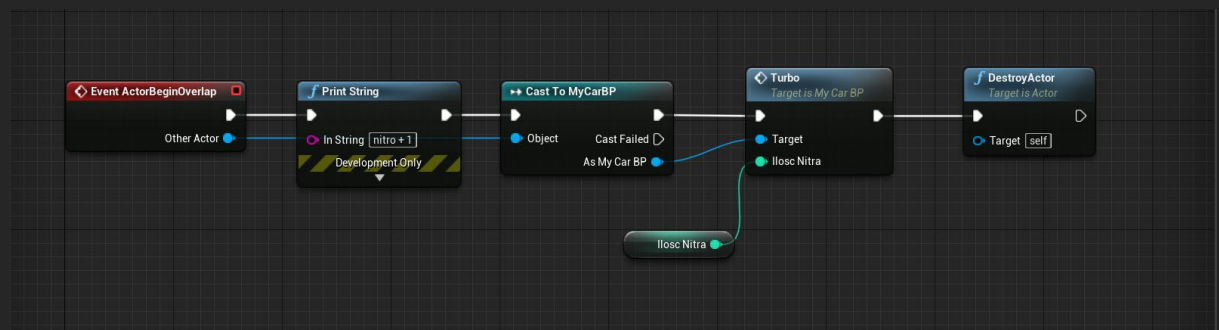 Event ActorBeginOverlap
Other Actor
Print String
In String nitro + 1
Development Only
Cast To MyCarBP
Object
Cast Failed
As My Car BP
Turbo
Target is My Car BP
Target
Ilosc Nitra
Ilosc Nitra
DestroyActor
Target is Actor
Target self